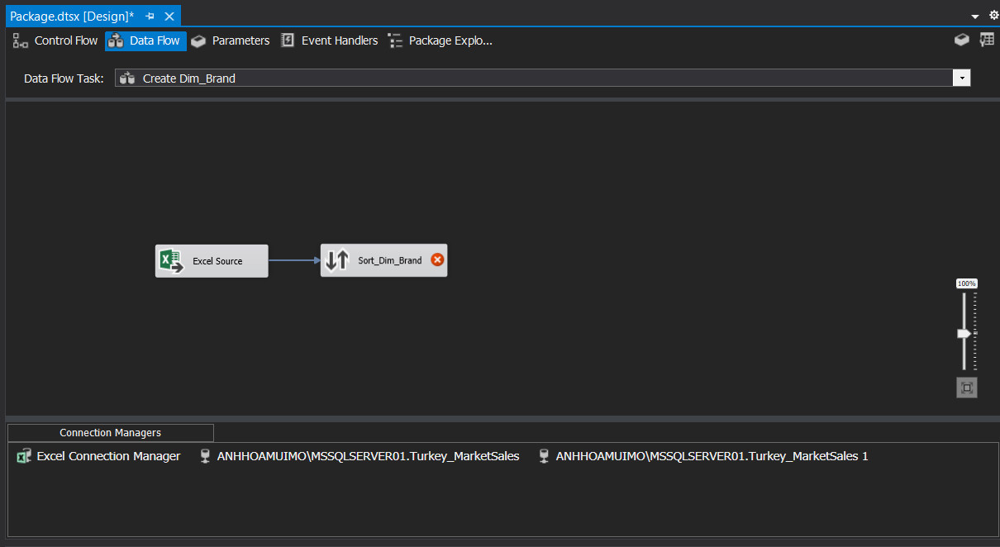 Package.dtsx [Design]*
Control Flow Data Flow Parameters Event Handlers Package Explo...
Data Flow Task: Create Dim_Brand
Excel Source Sort_Dim_Brand
100%
Connection Managers
Excel Connection Manager ANHHOAMUIMO\MSSQLSERVER01.Turkey_MarketSales ANHHOAMUIMO\MSSQLSERVER01.Turkey_MarketSales 1